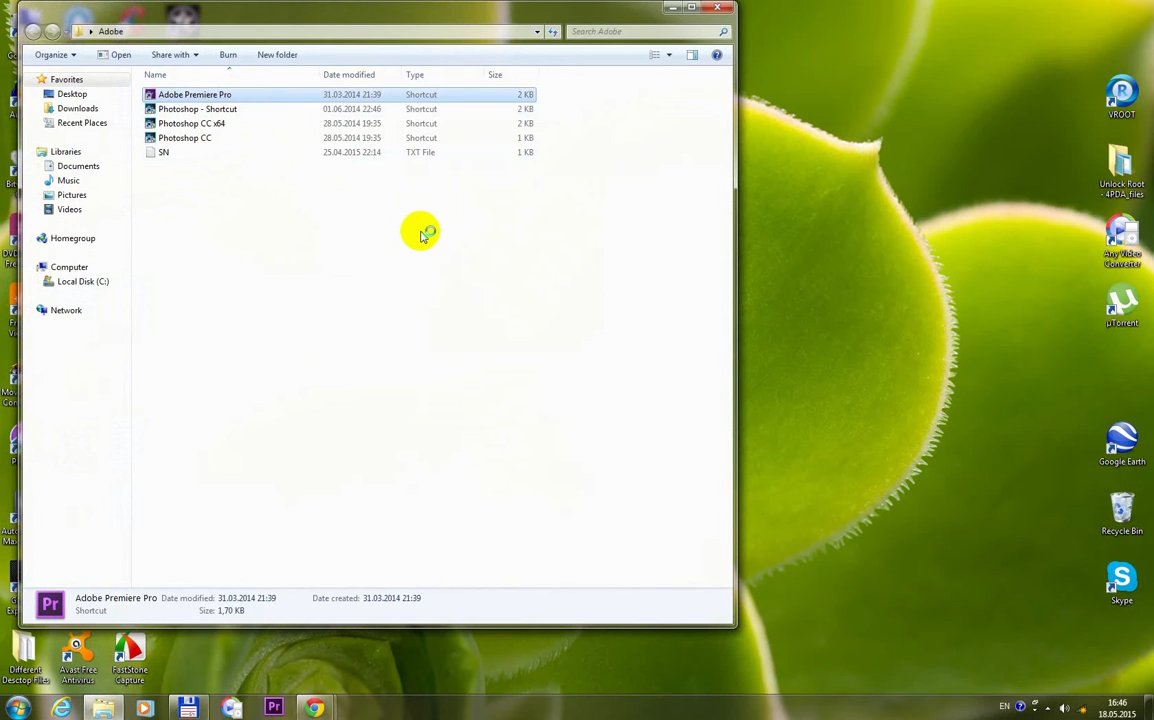 Adobe
Search Adobe
Organize
Open
Share with
Burn
New folder
Name
Date modified
Type
Size
Favorites
Desktop
Downloads
Recent Places
Libraries
Documents
Music
Pictures
Videos
Homegroup
Computer
Local Disk (C:)
Network
Adobe Premiere Pro 31.03.2014 21:39 Shortcut 2 KB
Photoshop - Shortcut 01.06.2014 22:46 Shortcut 2 KB
Photoshop CC x64 28.05.2014 19:35 Shortcut 2 KB
Photoshop CC 28.05.2014 19:35 Shortcut 1 KB
SN 25.04.2015 22:14 TXT File 1 KB
Pr
Adobe Premiere Pro Date modified: 31.03.2014 21:39 Date created: 31.03.2014 21:39
Shortcut Size: 1,70 KB
VROOT
Unlock Root
- 4PDA_files
Any Video
Converter
µTorrent
Google Earth
Recycle Bin
Skype
Different
Desctop Files
Avast Free
Antivirus
FastStone
Capture
Pr
EN
16:46
18.05.2015